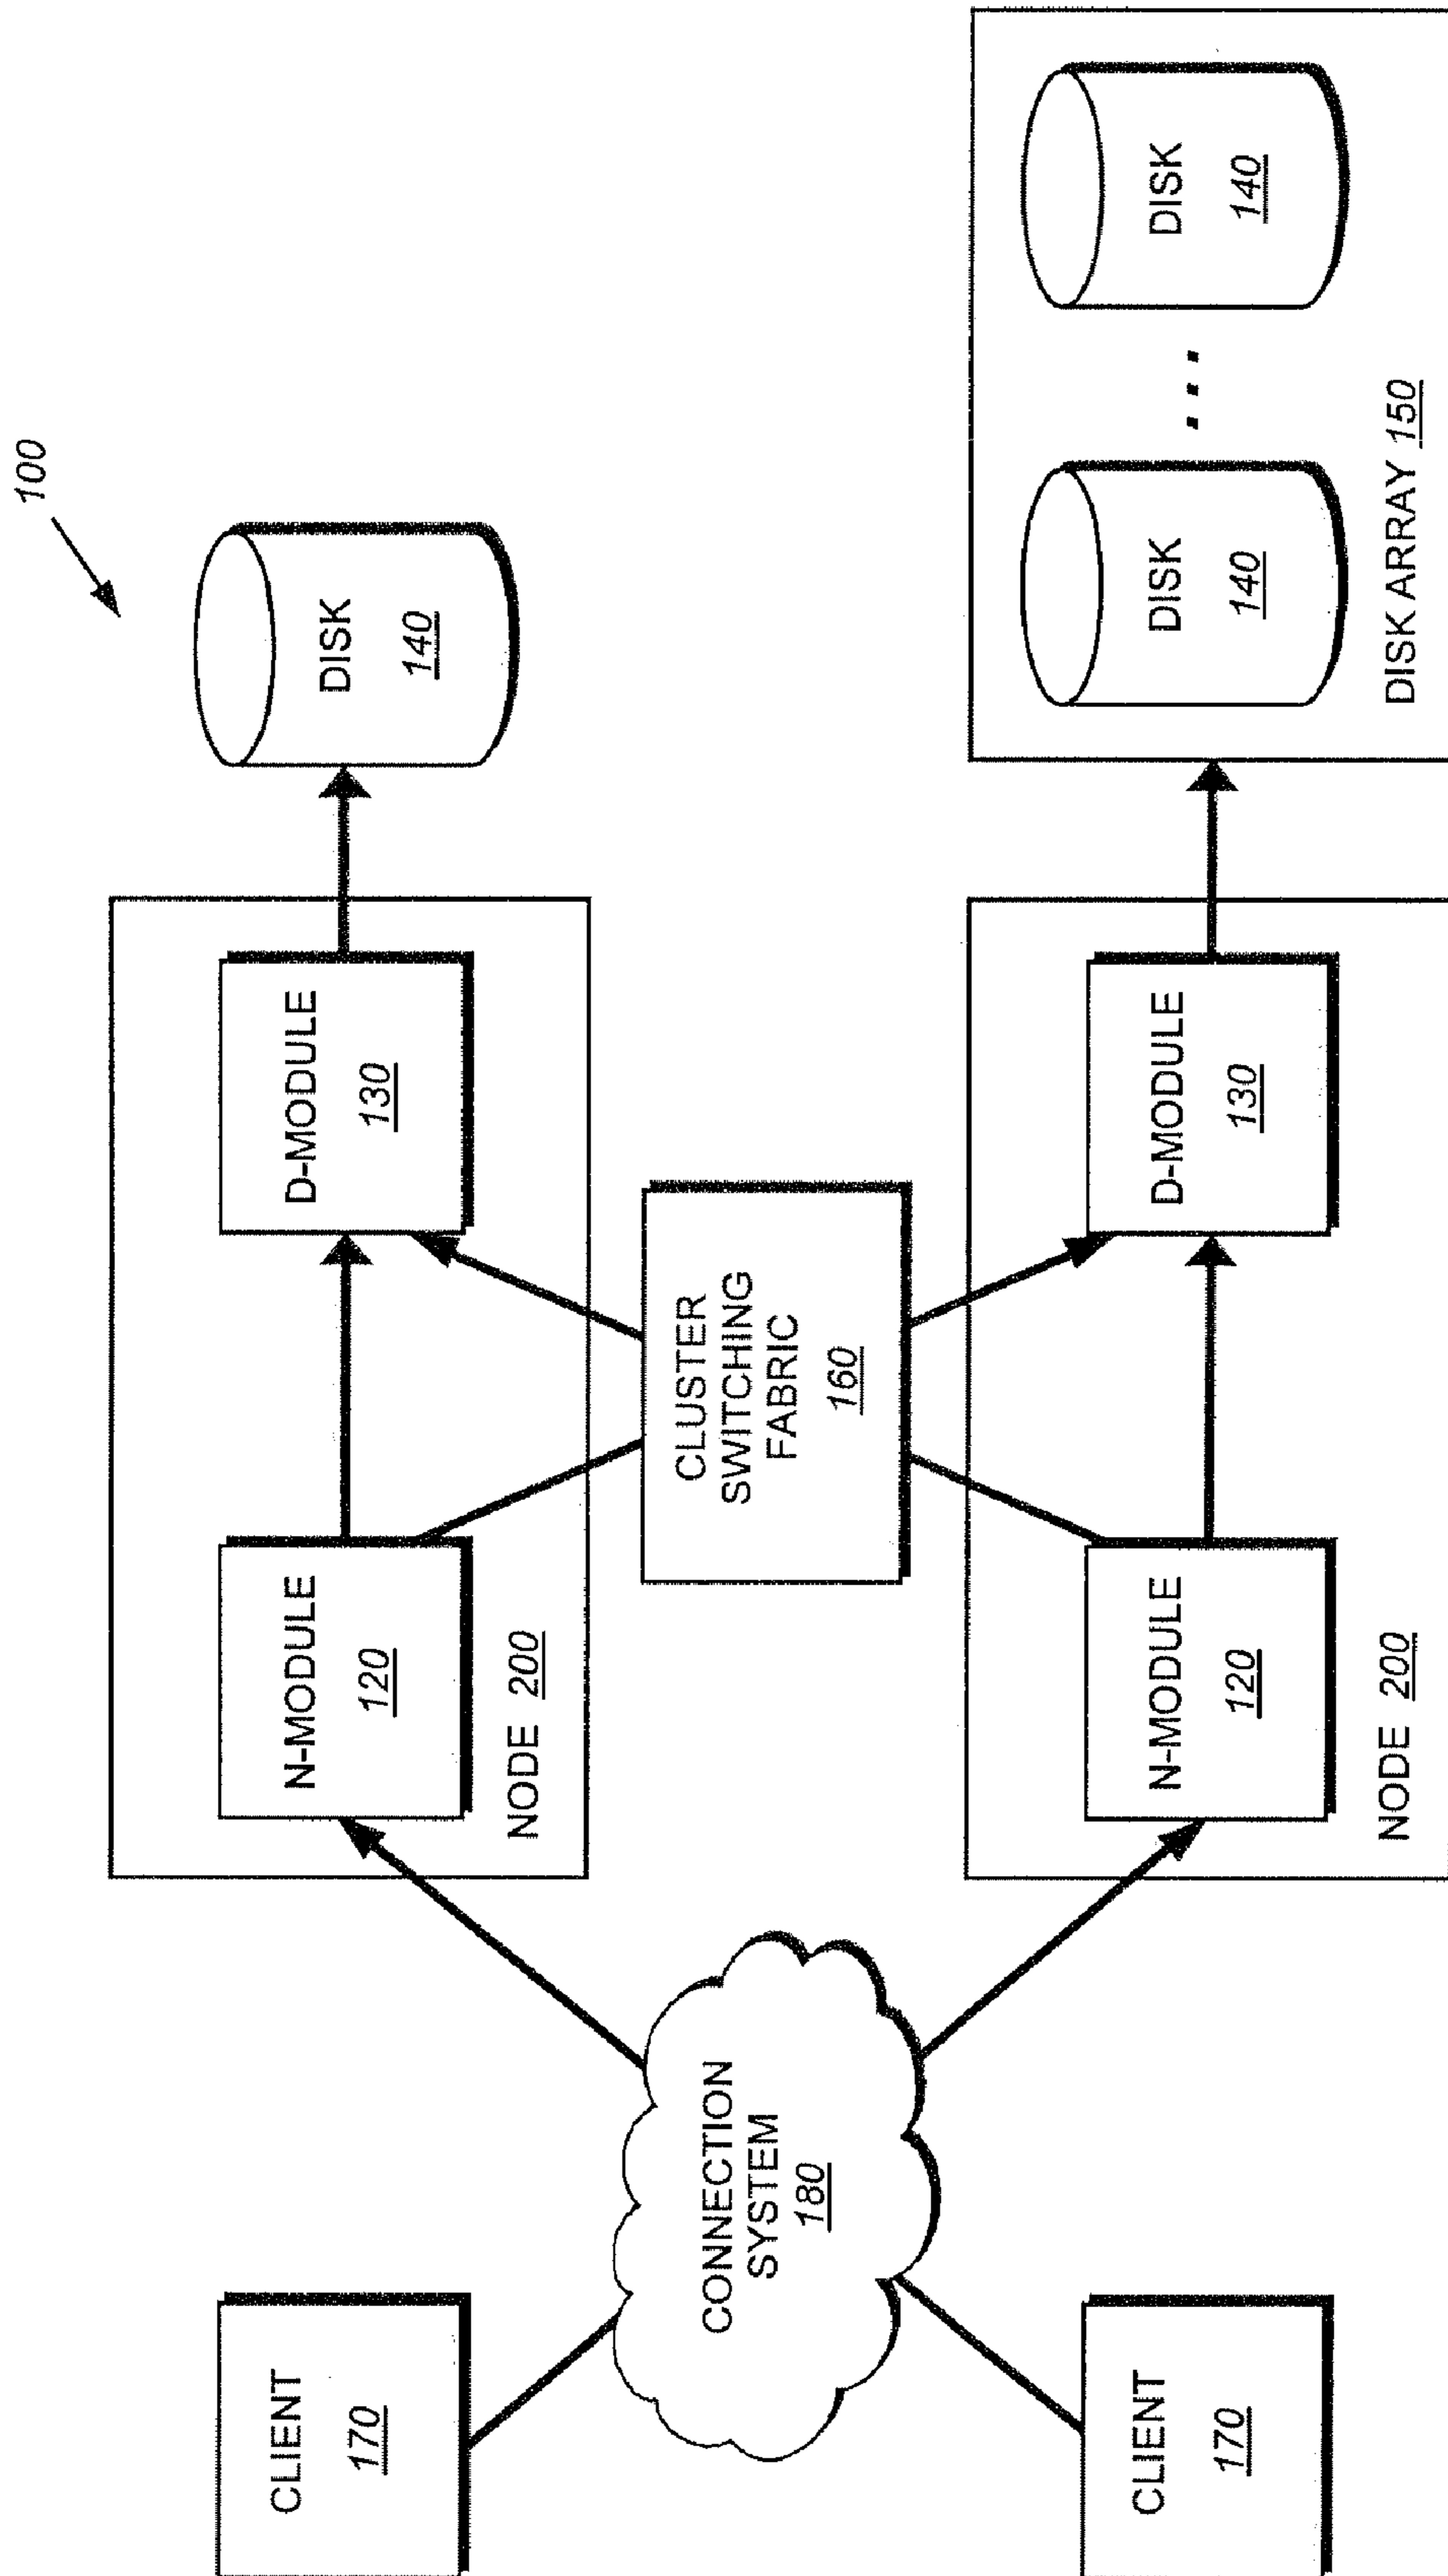 100
CLIENT
170
CONNECTION
SYSTEM
180
N-MODULE
120
NODE 200
D-MODULE
130
DISK
140
CLUSTER
SWITCHING
FABRIC
160
CLIENT
170
N-MODULE
120
NODE 200
D-MODULE
130
DISK
140
...
DISK
140
DISK ARRAY 150